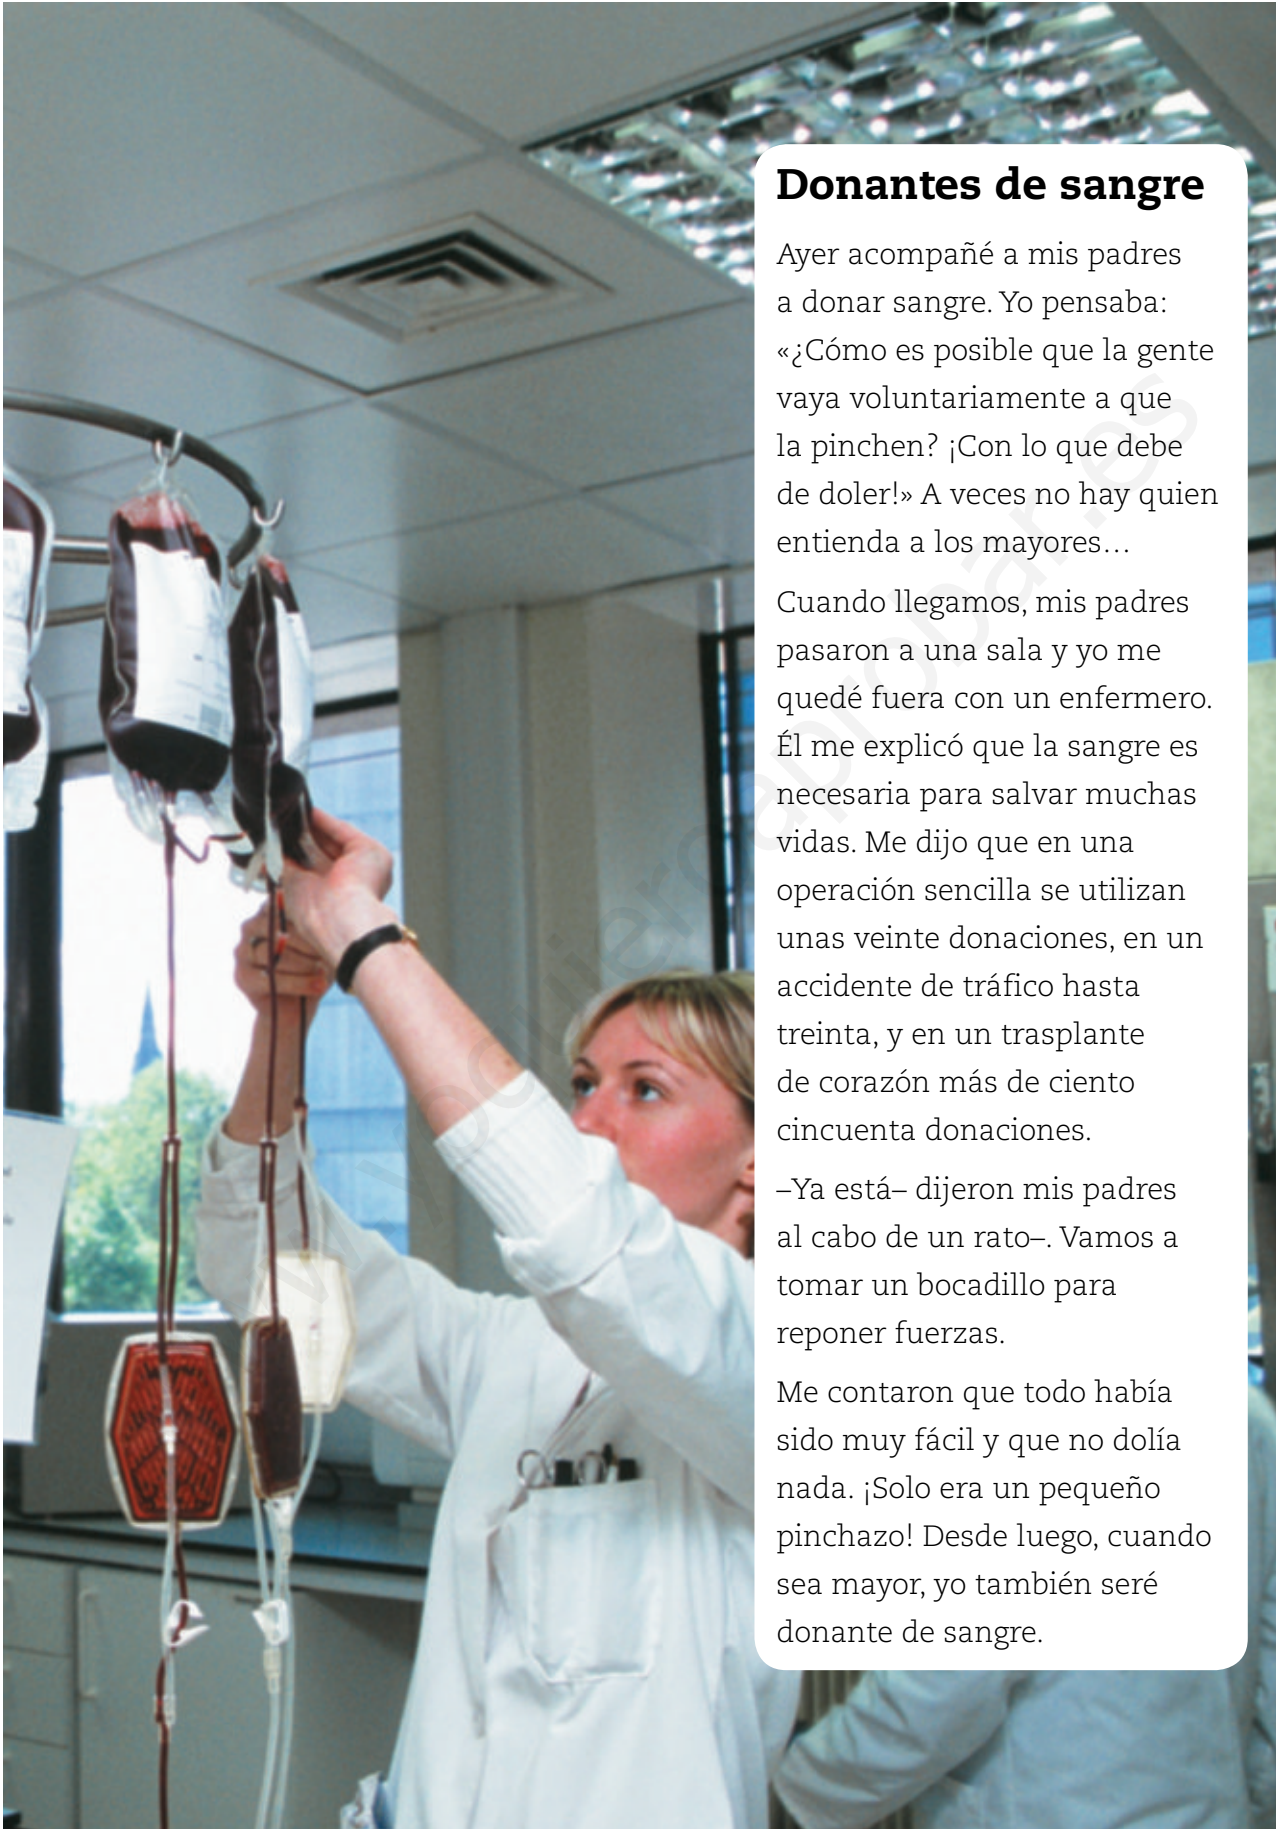 Donantes de sangre
Ayer acompañé a mis padres
a donar sangre. Yo pensaba:
«¿Cómo es posible que la gente
vaya voluntariamente a que
la pinchen? ¡Con lo que debe
de doler!» A veces no hay quien
entienda a los mayores…
Cuando llegamos, mis padres
pasaron a una sala y yo me
quedé fuera con un enfermero.
Él me explicó que la sangre es
necesaria para salvar muchas
vidas. Me dijo que en una
operación sencilla se utilizan
unas veinte donaciones, en un
accidente de tráfico hasta
treinta, y en un trasplante
de corazón más de ciento
cincuenta donaciones.
–Ya está– dijeron mis padres
al cabo de un rato–. Vamos a
tomar un bocadillo para
reponer fuerzas.
Me contaron que todo había
sido muy fácil y que no dolía
nada. ¡Solo era un pequeño
pinchazo! Desde luego, cuando
sea mayor, yo también seré
donante de sangre.